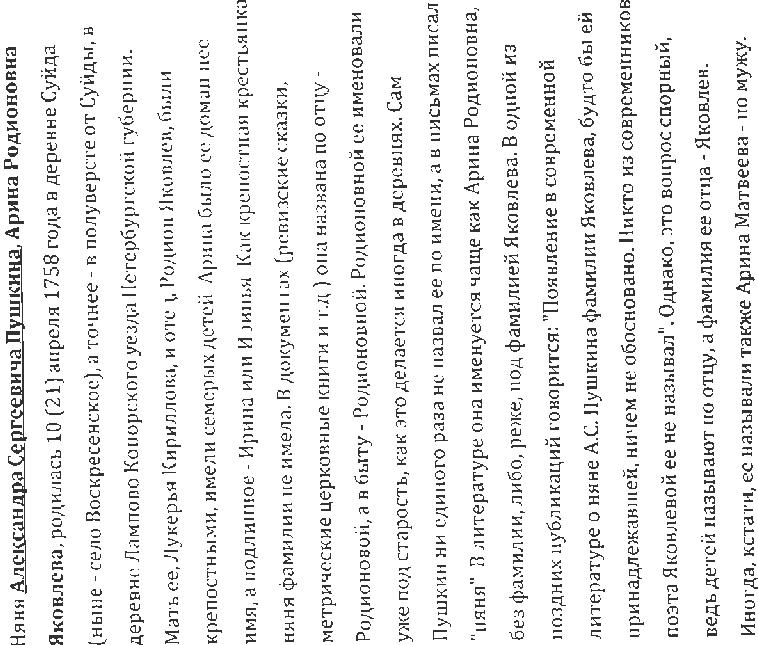 Няня Александра Сергеевича Пушкина, Арина Родионовна
Яковлева, родилась 10 (21) апреля 1758 года в деревне Суйда
(ныне - село Воскресенское), а точнее - в полуверсте от Суйды, в
деревне Лампово Копорского уезда Петербургской губернии.
Мать ее, Лукерья Кириллова, и отец, Родион Яковлев, были
крепостными, имели семерых детей. Арина было ее домашнее
имя, а подлинное - Ирина или Иринья. Как крепостная крестьянка
няня фамилии не имела. В документах (ревизские сказки,
метрические церковные книги и т.д.) она названа по отцу -
Родионовой, а в быту - Родионовной. Родионовной ее именовали
уже под старость, как это делается иногда в деревнях. Сам
Пушкин ни единого раза не назвал ее по имени, а в письмах писал
"няня". В литературе она именуется чаще как Арина Родионовна,
без фамилии, либо, реже, под фамилией Яковлева. В одной из
поздних публикаций говорится: "Появление в современной
литературе о няне А.С. Пушкина фамилии Яковлева, будто бы ей
принадлежавшей, ничем не обосновано. Никто из современников
поэта Яковлевой ее не называл". Однако, это вопрос спорный,
ведь детей называют по отцу, а фамилия ее отца - Яковлев.
Иногда, кстати, ее называли также Арина Матвеева - по мужу.